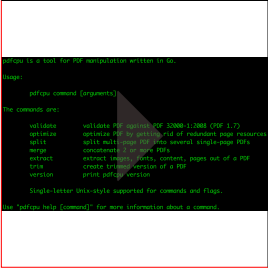 pdfcpu is a tool for PDF manipulation written in Go.
Usage:
pdfcpu command [arguments]
The commands are:
validate validate PDF against PDF 32000-1:2008 (PDF 1.7)
optimize optimize PDF by getting rid of redundant page resources
split split multi-page PDF into several single-page PDFs
merge concatenate 2 or more PDFs
extract extract images, fonts, content, pages out of a PDF
trim create trimmed version of a PDF
version print pdfcpu version
Single-letter Unix-style supported for commands and flags.
Use "pdfcpu help [command]" for more information about a command.